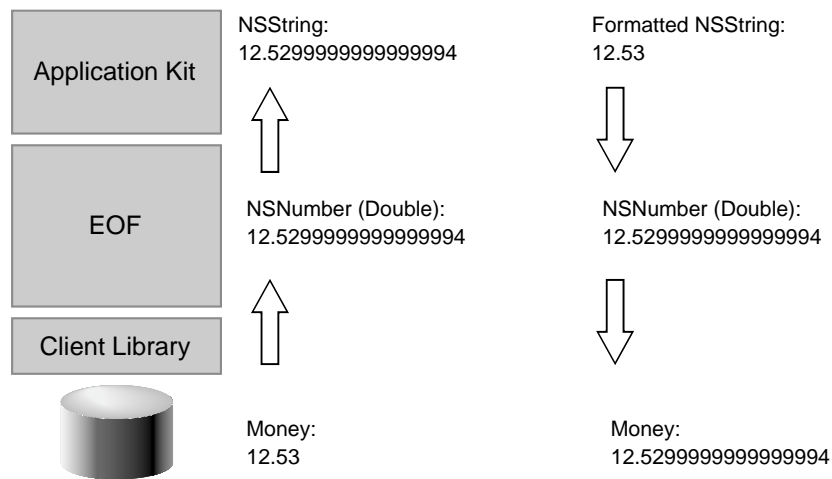 Application Kit
NSString:
12.5299999999999994
Formatted NSString:
12.53
EOF
NSNumber (Double):
12.5299999999999994
NSNumber (Double):
12.5299999999999994
Client Library
Money:
12.53
Money:
12.5299999999999994